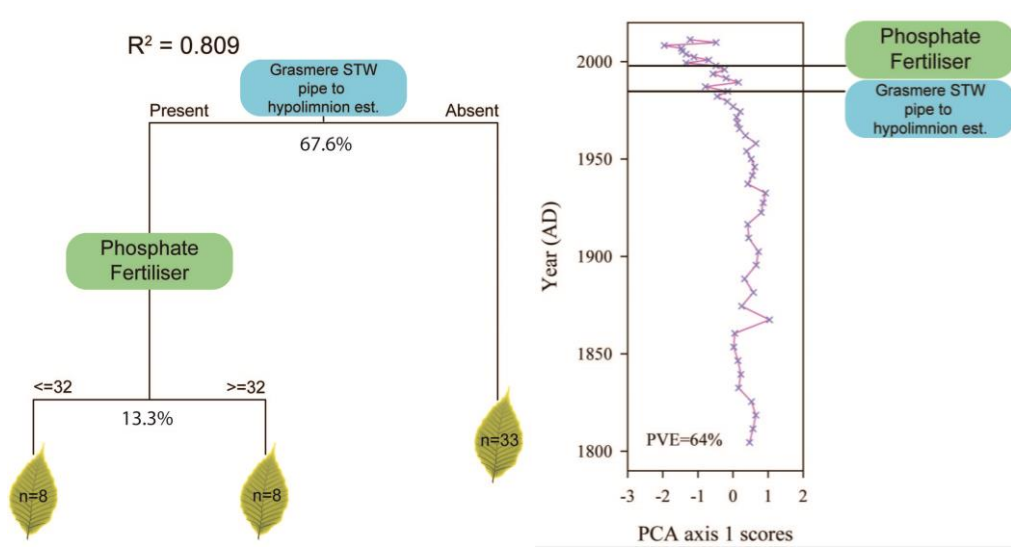 R² = 0.809
Grasmere STW
pipe to
hypolimnion est.
Present
Absent
67.6%
Phosphate
Fertiliser
<=32
>=32
13.3%
n=8
n=8
n=33
Phosphate
Fertiliser
Grasmere STW
pipe to
hypolimnion est.
Year (AD)
2000
1950
1900
1850
1800
PVE=64%
-3 -2 -1 0 1 2
PCA axis 1 scores